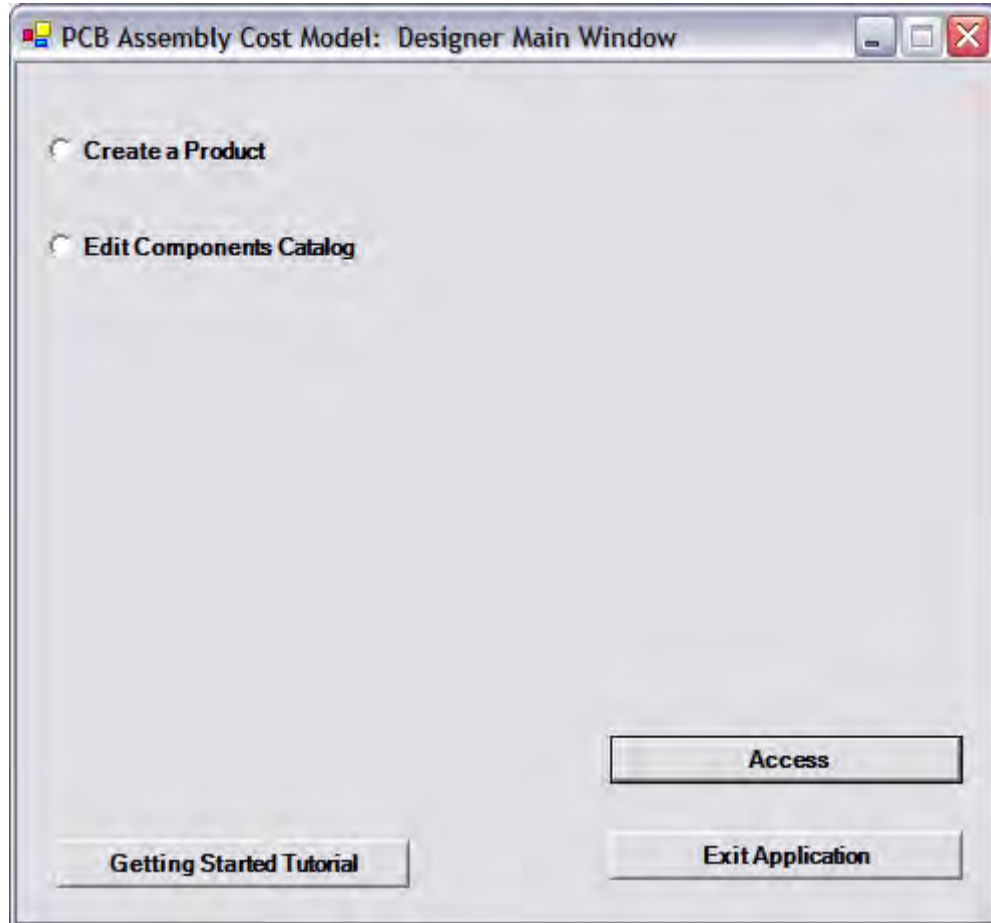 PCB Assembly Cost Model: Designer Main Window
Create a Product
Edit Components Catalog
Access
Getting Started Tutorial
Exit Application